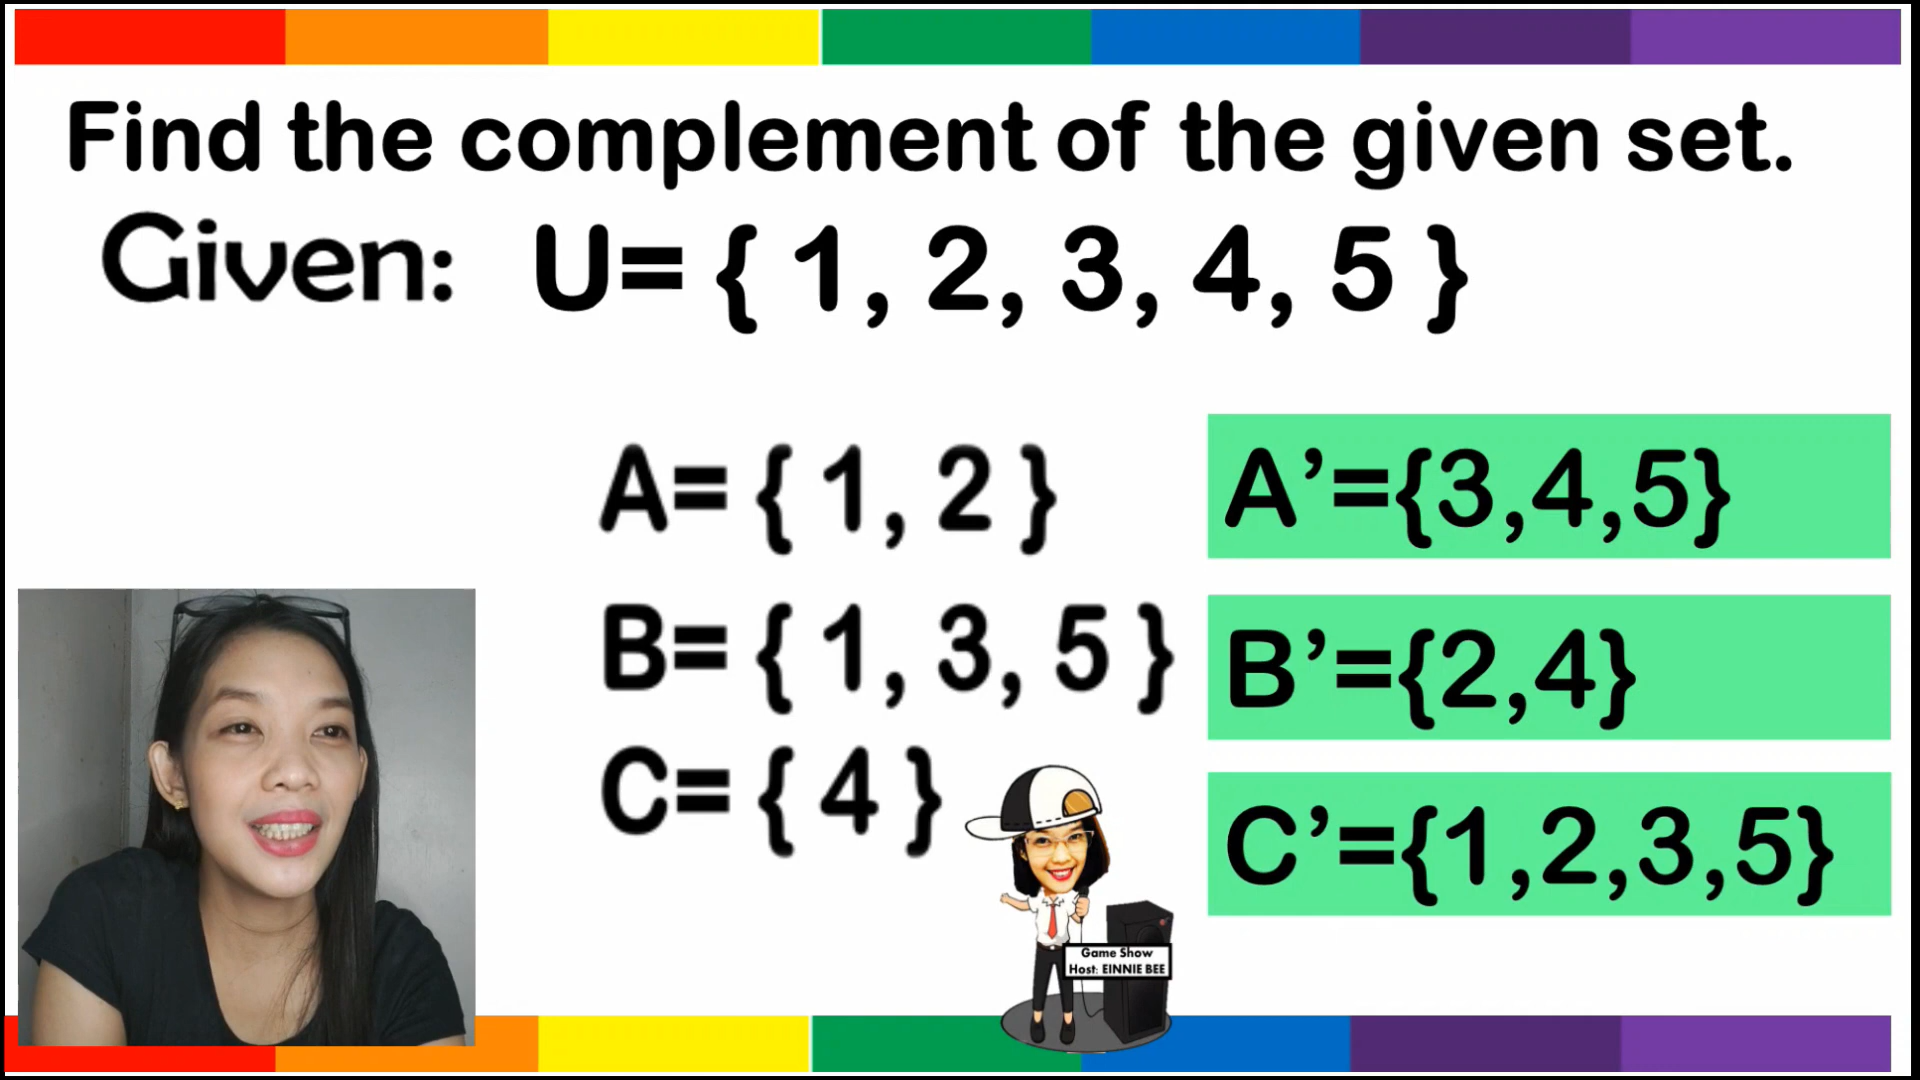 Find the complement of the given set.
Given: U= { 1, 2, 3, 4, 5 }
A= { 1, 2 }
A’={3,4,5}
B= { 1, 3, 5 }
B’={2,4}
C= { 4 }
C’={1,2,3,5}
Game Show
Host: EINNIE BEE